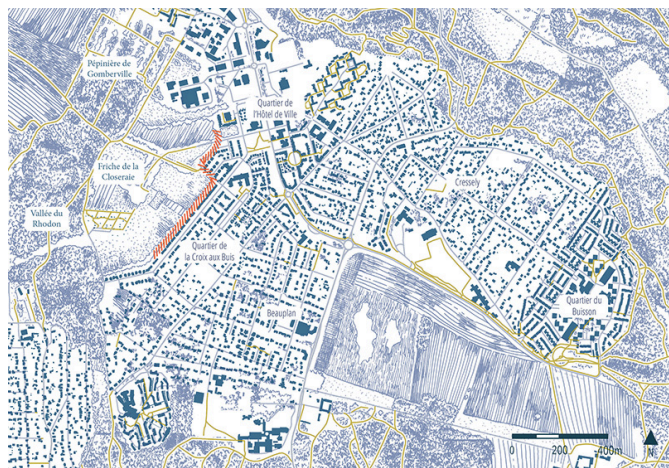 Pépinière de
Gomberville
Quartier de
l'Hôtel de Ville
Friche de la
Closeraie
Cressely
Vallée du
Rhodon
Quartier de
la Croix aux Buis
Quartier du
Buisson
Beauplan
0 200 400m
N